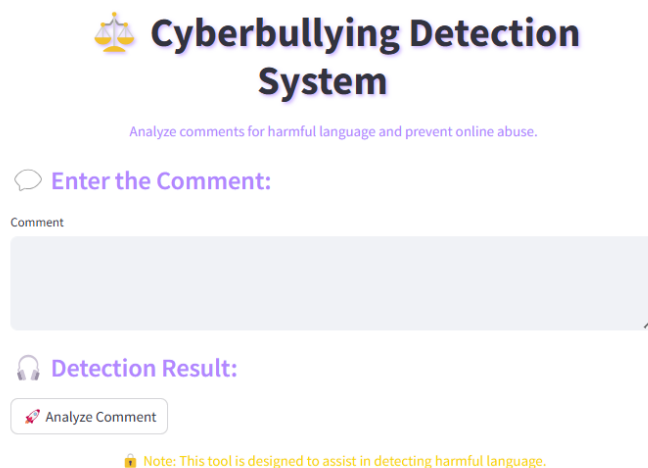 Cyberbullying Detection
System
Analyze comments for harmful language and prevent online abuse.
Enter the Comment:
Comment
Detection Result:
Analyze Comment
Note: This tool is designed to assist in detecting harmful language.